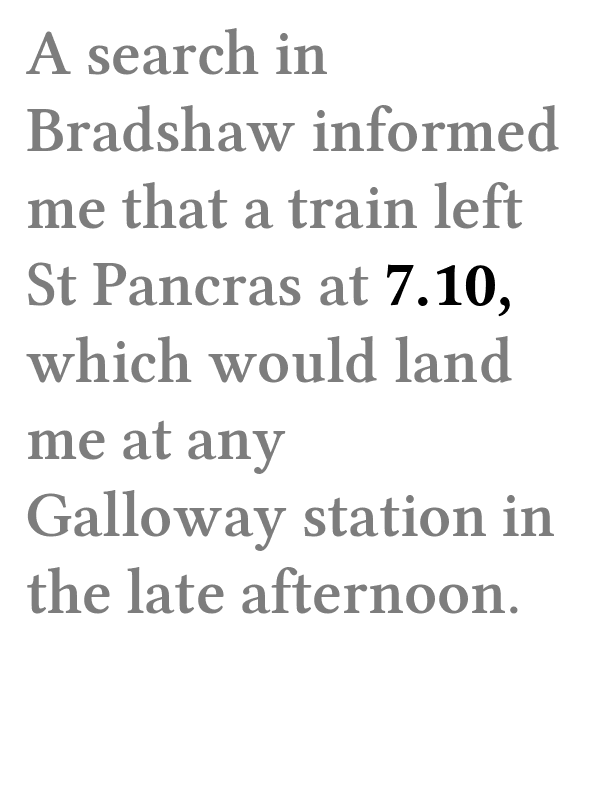 A search in
Bradshaw informed
me that a train left
St Pancras at 7.10,
which would land
me at any
Galloway station in
the late afternoon.